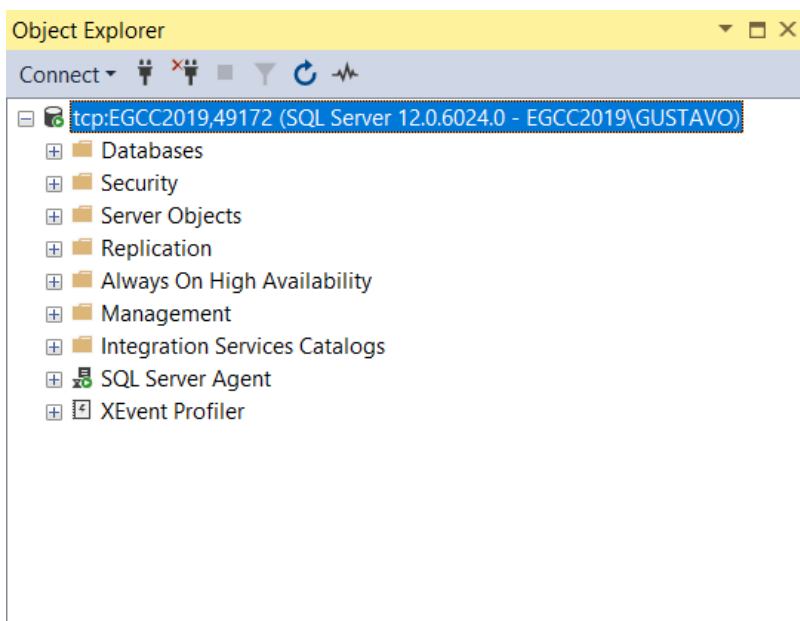 Object Explorer
Connect
tcp:EGCC2019,49172 (SQL Server 12.0.6024.0 - EGCC2019\GUSTAVO)
Databases
Security
Server Objects
Replication
Always On High Availability
Management
Integration Services Catalogs
SQL Server Agent
XEvent Profiler